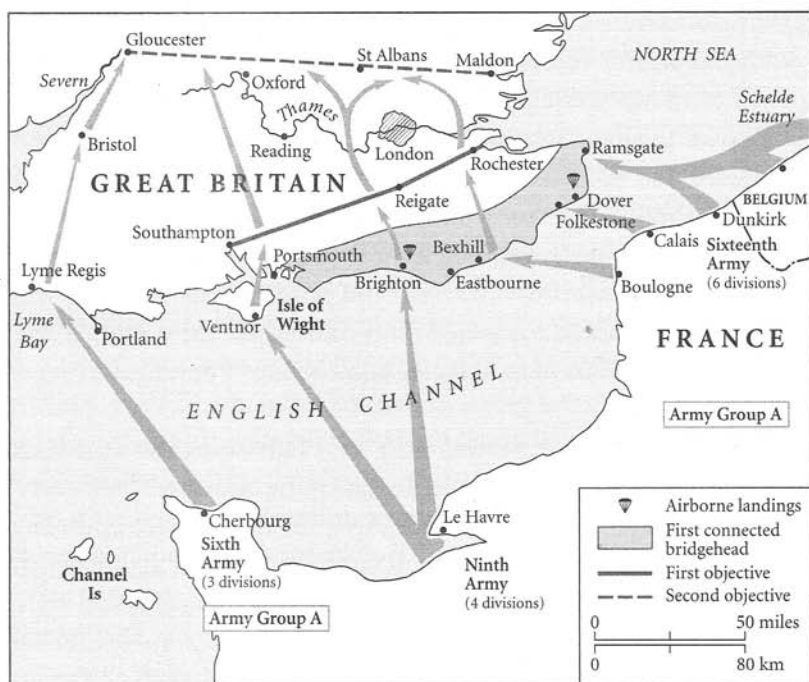 Gloucester
St Albans
Maldon
NORTH SEA
Severn
Oxford
Schelde
Estuary
Thames
Bristol
Reading
London
Rochester
Ramsgate
GREAT BRITAIN
BELGIUM
Reigate
Dover
Folkestone
Dunkirk
Southampton
Calais
Sixteenth
Army
(6 divisions)
Portsmouth
Bexhill
Lyme Regis
Brighton
Eastbourne
Boulogne
Isle of
Wight
Lyme
Bay
Ventnor
Portland
FRANCE
ENGLISH CHANNEL
Army Group A
Cherbourg
Le Havre
Sixth
Army
(3 divisions)
Ninth
Army
(4 divisions)
Channel
Is
Army Group A
Airborne landings
First connected
bridgehead
First objective
Second objective
0 50 miles
0 80 km